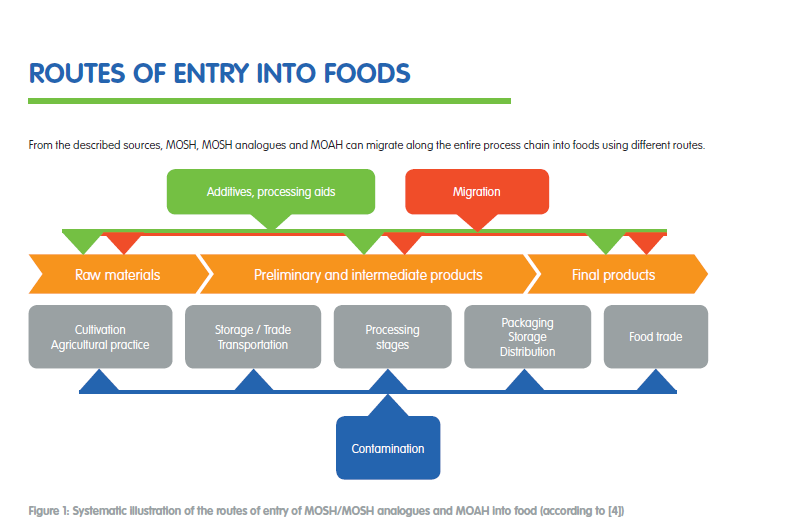 ROUTES OF ENTRY INTO FOODS
From the described sources, MOSH, MOSH analogues and MOAH can migrate along the entire process chain into foods using different routes.
Additives, processing aids
Migration
Raw materials
Preliminary and intermediate products
Final products
Cultivation
Agricultural practice
Storage / Trade
Transportation
Processing
stages
Packaging
Storage
Distribution
Food trade
Contamination
Figure 1: Systematic illustration of the routes of entry of MOSH/MOSH analogues and MOAH into food (according to [4])